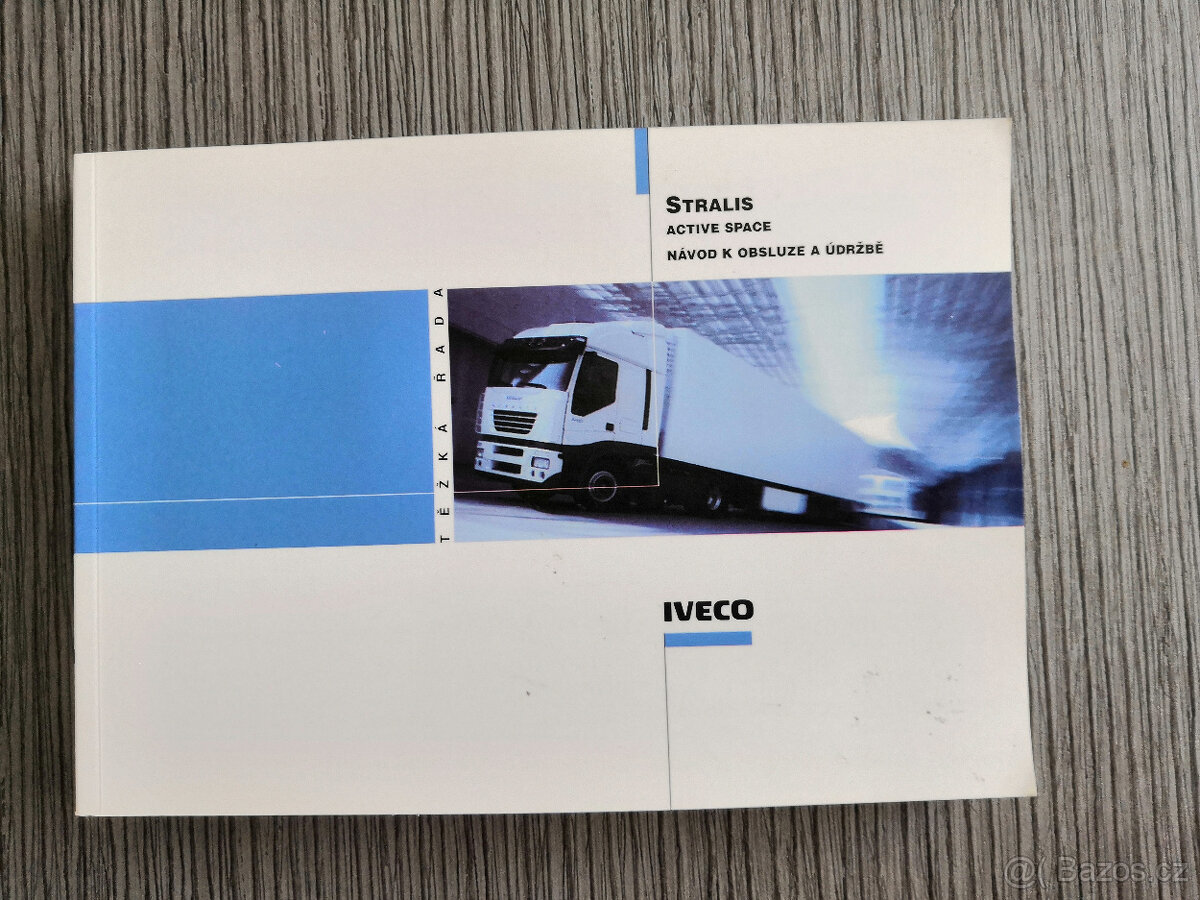 STRALIS
ACTIVE SPACE
NÁVOD K OBSLUZE A ÚDRŽBĚ
TĚŽKÁ ŘADA
IVECO
@( Bazos.cz